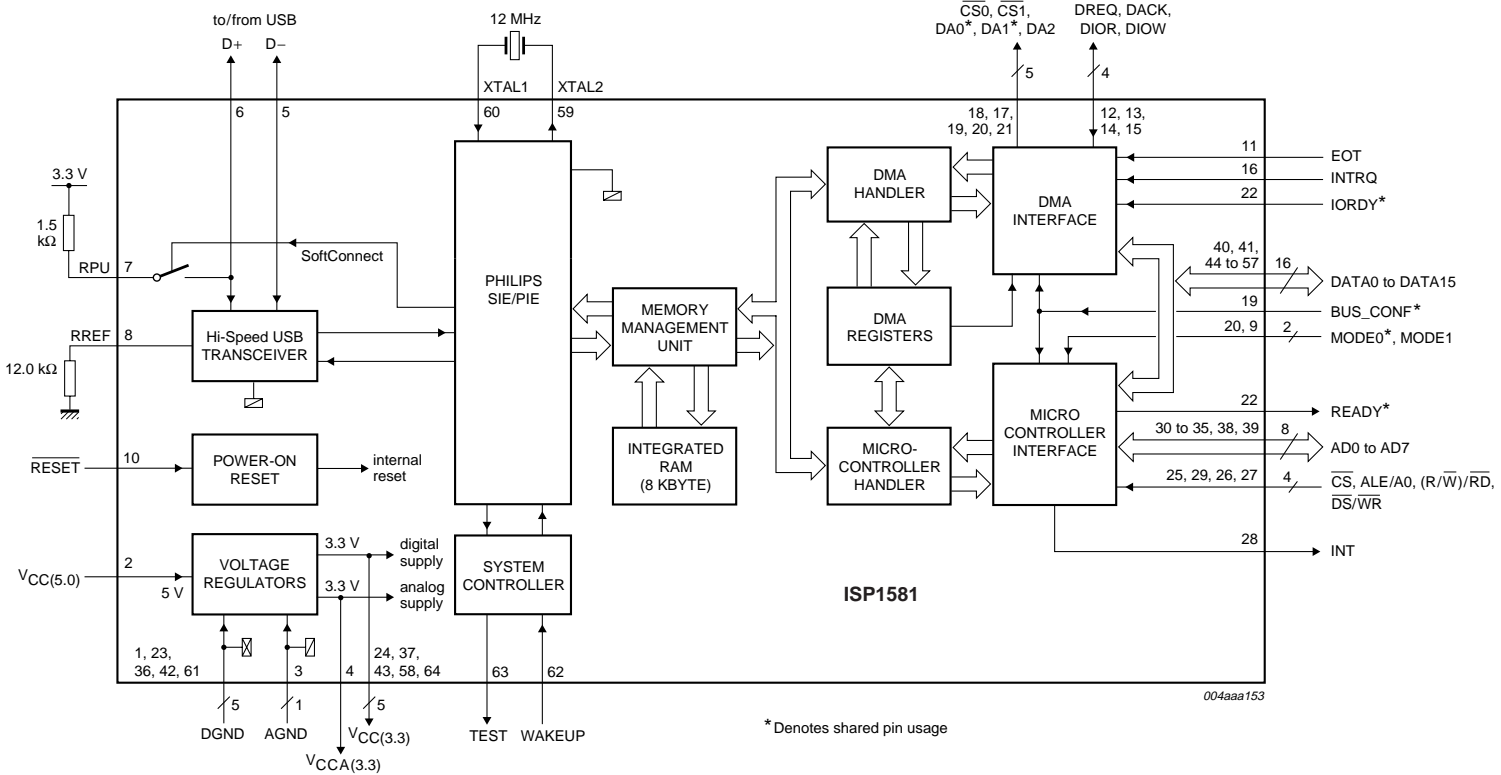 to/from USB
D+
D−
12 MHz
XTAL1
XTAL2
6
5
60
59
CS0, CS1,
DA0*, DA1*, DA2
DREQ, DACK,
DIOR, DIOW
5
4
18, 17,
19, 20, 21
12, 13,
14, 15
3.3 V
1.5
kΩ
RPU
7
SoftConnect
RREF
8
12.0 kΩ
Hi-Speed USB
TRANSCEIVER
PHILIPS
SIE/PIE
MEMORY
MANAGEMENT
UNIT
INTEGRATED
RAM
(8 KBYTE)
DMA
HANDLER
DMA
REGISTERS
MICRO-
CONTROLLER
HANDLER
DMA
INTERFACE
MICRO
CONTROLLER
INTERFACE
11
EOT
16
INTRQ
22
IORDY*
40, 41,
44 to 57
16
DATA0 to DATA15
19
BUS_CONF*
20, 9
2
MODE0*, MODE1
22
READY*
30 to 35, 38, 39
8
AD0 to AD7
25, 29, 26, 27
4
CS, ALE/A0, (R/W)/RD,
DS/WR
28
INT
RESET
10
POWER-ON
RESET
internal
reset
VCC(5.0)
2
5 V
VOLTAGE
REGULATORS
3.3 V
digital
supply
3.3 V
analog
supply
SYSTEM
CONTROLLER
ISP1581
1, 23,
36, 42, 61
3
4
24, 37,
43, 58, 64
63
62
5
1
5
DGND
AGND
VCC(3.3)
VCCA(3.3)
TEST
WAKEUP
004aaa153
* Denotes shared pin usage